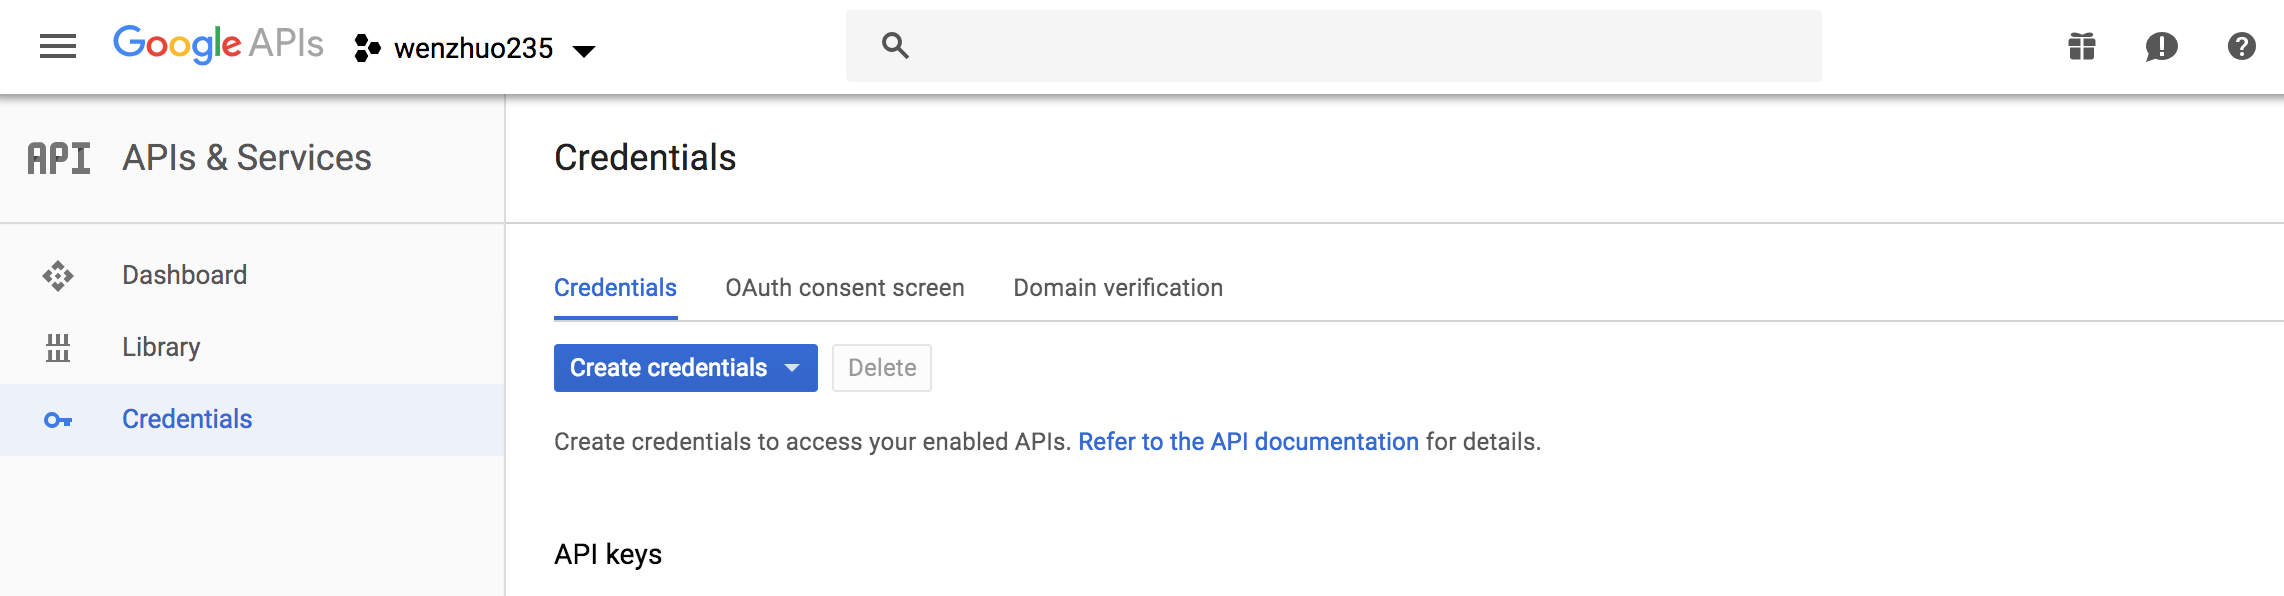 Google APIs wenzhuo235
API APIs & Services
Credentials
Dashboard
Library
Credentials
Credentials OAuth consent screen Domain verification
Create credentials Delete
Create credentials to access your enabled APIs. Refer to the API documentation for details.
API keys